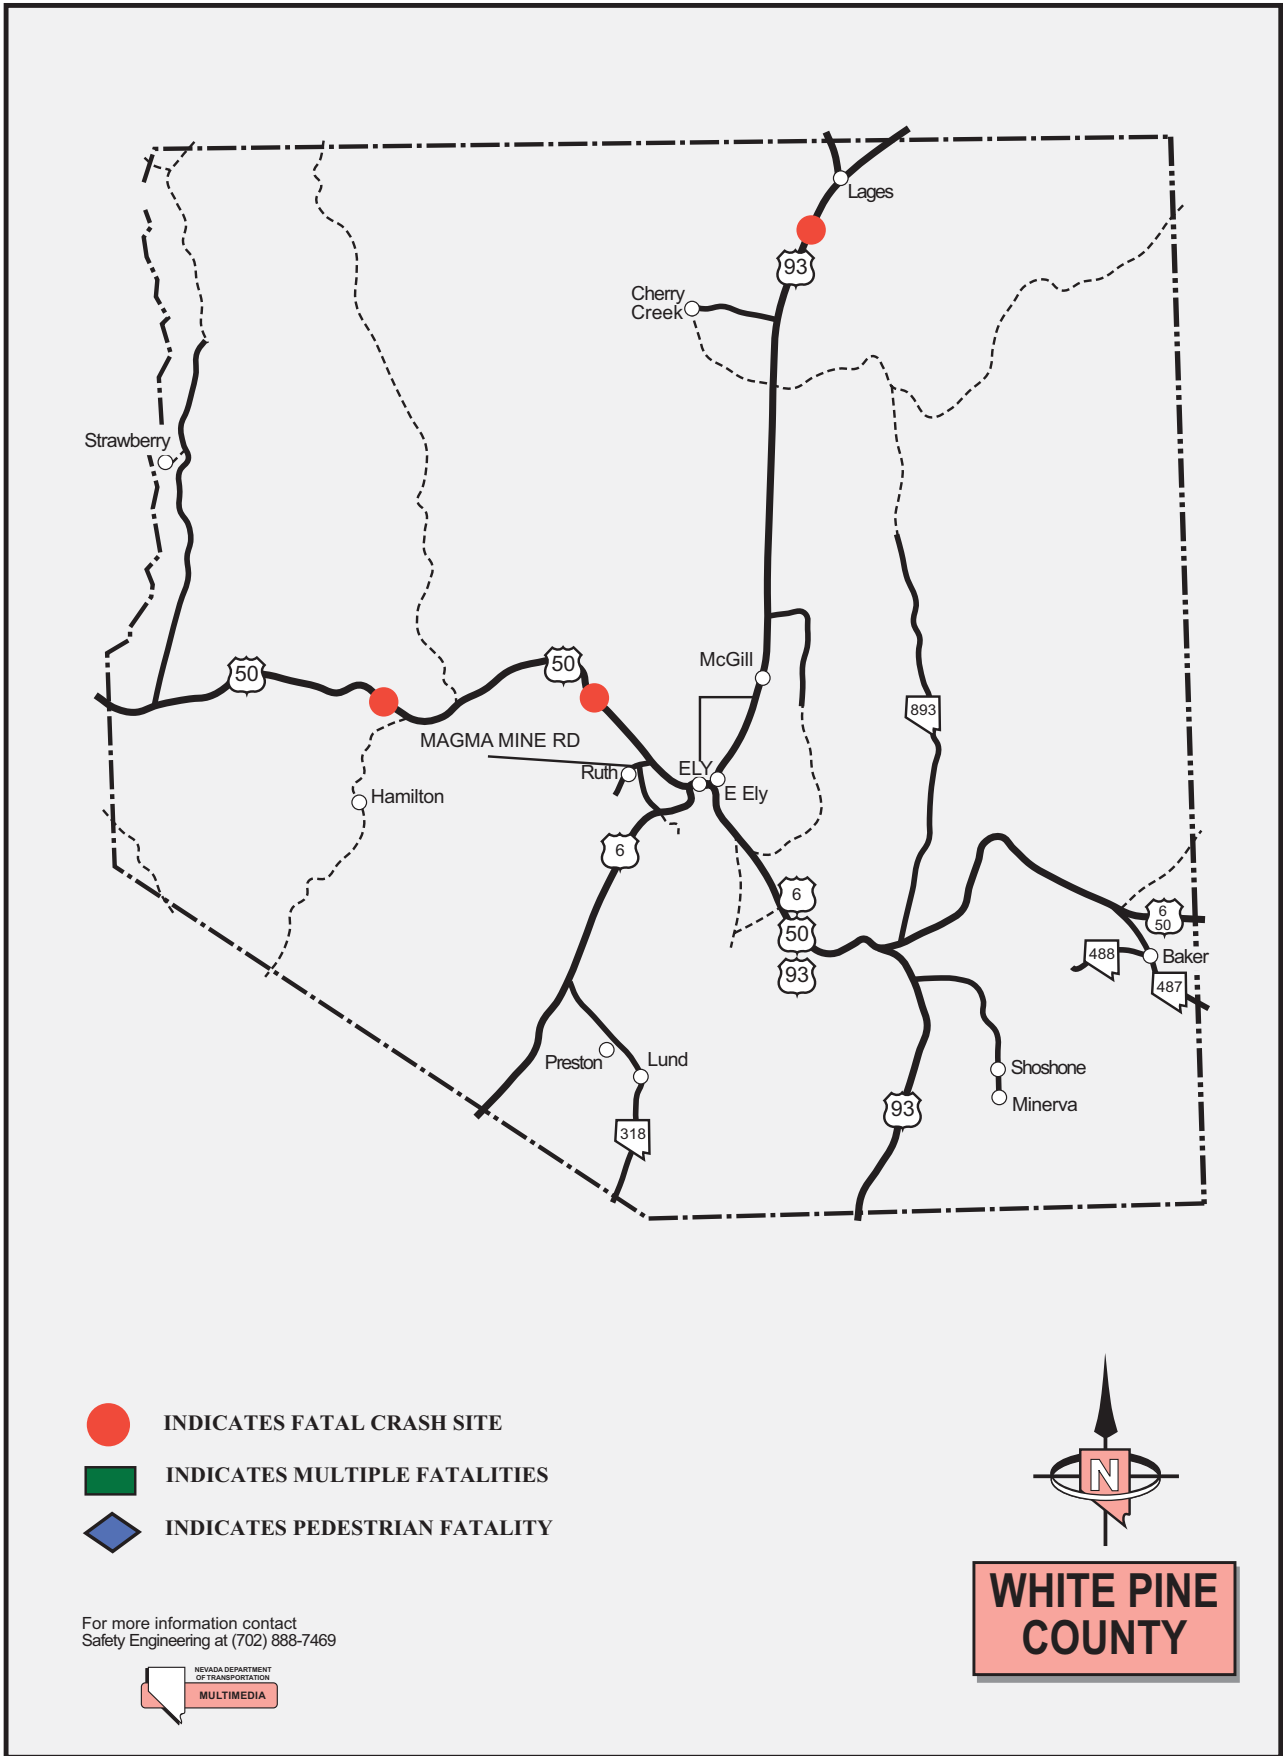 Lages
93
Cherry
Creek
Strawberry
50
50
McGill
893
MAGMA MINE RD
Ruth
ELY
E Ely
Hamilton
6
6
50
93
6
50
488
Baker
487
Preston
Lund
Shoshone
Minerva
93
318
INDICATES FATAL CRASH SITE
INDICATES MULTIPLE FATALITIES
INDICATES PEDESTRIAN FATALITY
N
WHITE PINE
COUNTY
For more information contact
Safety Engineering at (702) 888-7469
NEVADA DEPARTMENT
OF TRANSPORTATION
MULTIMEDIA